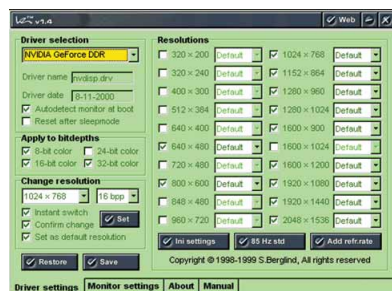 v1.4
Web
Driver selection
NVIDIA GeForce DDR
Driver name nvdisp.drv
Driver date 8-11-2000
Autodetect monitor at boot
Reset after sleepmode
Apply to bitdepths
8-bit color 24-bit color
16-bit color 32-bit color
Change resolution
1024 × 768 16 bpp
Instant switch
Confirm change
Set
Set as default resolution
Restore Save
Resolutions
320 × 200 Default 1024 × 768 Default
320 × 240 Default 1152 × 864 Default
400 × 300 Default 1280 × 960 Default
512 × 384 Default 1280 × 1024 Default
640 × 400 Default 1600 × 900 Default
640 × 480 Default 1600 × 1024 Default
720 × 480 Default 1600 × 1200 Default
800 × 600 Default 1920 × 1080 Default
848 × 480 Default 1920 × 1440 Default
960 × 720 Default 2048 × 1536 Default
Ini settings 85 Hz std Add refr.rate
Copyright © 1998-1999 S.Berglind, All rights reserved
Driver settings Monitor settings About Manual